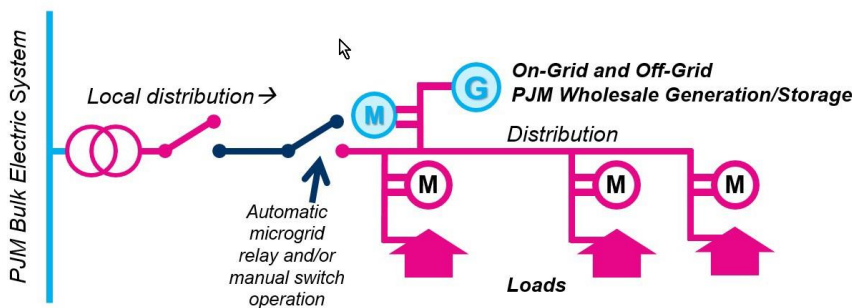 PJM Bulk Electric System
Local distribution→
M
G
On-Grid and Off-Grid
PJM Wholesale Generation/Storage
Distribution
M
M
M
Automatic
microgrid
relay and/or
manual switch
operation
Loads